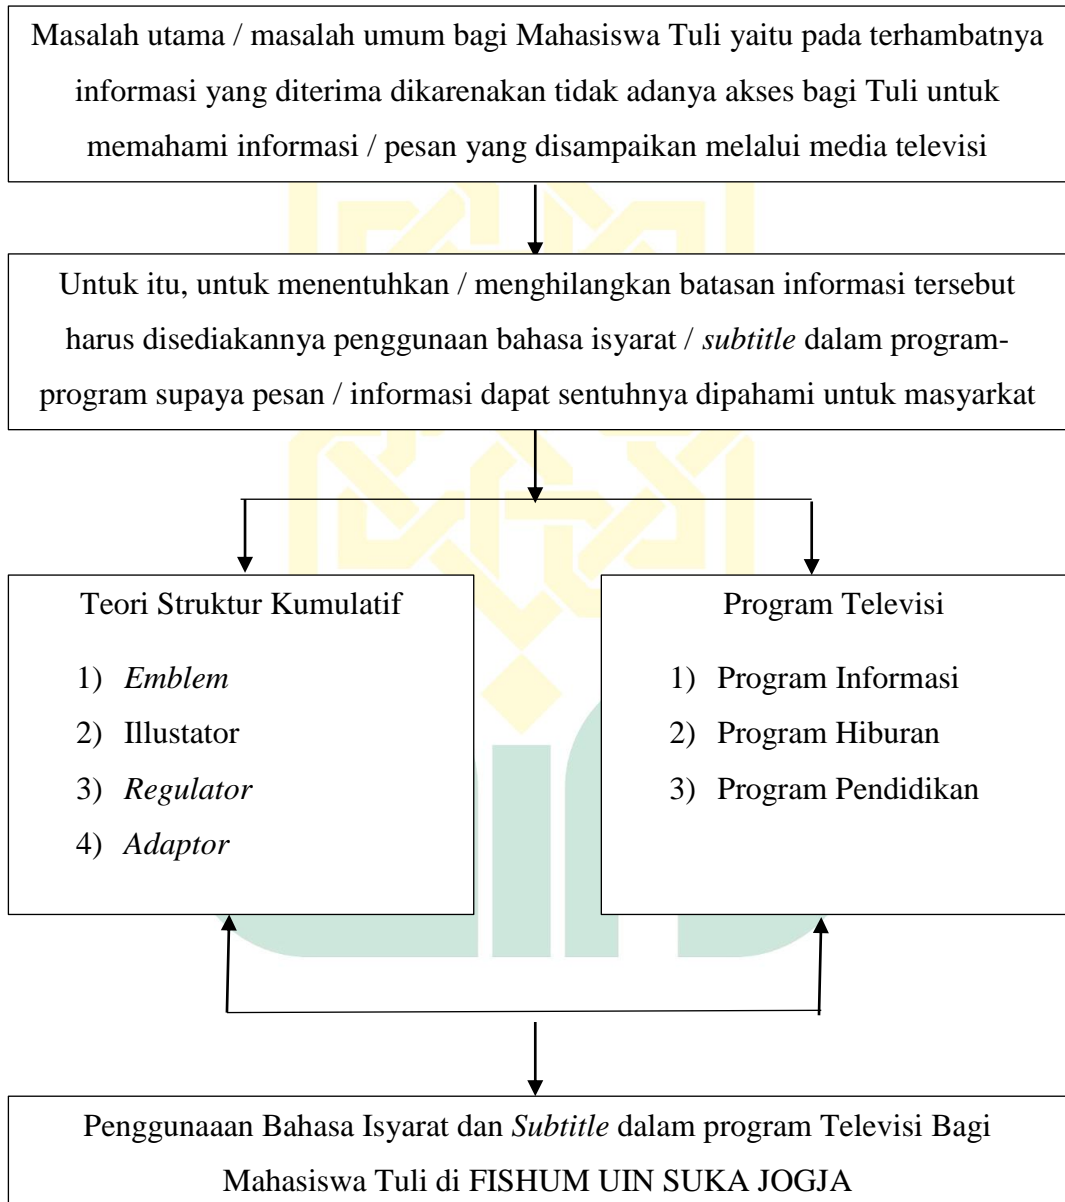 Masalah utama / masalah umum bagi Mahasiswa Tuli yaitu pada terhambatnya
informasi yang diterima dikarenakan tidak adanya akses bagi Tuli untuk
memahami informasi / pesan yang disampaikan melalui media televisi
Untuk itu, untuk menentuhkan / menghilangkan batasan informasi tersebut
harus disediakannya penggunaan bahasa isyarat / subtitle dalam program-
program supaya pesan / informasi dapat sentuhnya dipahami untuk masyarkat
Teori Struktur Kumulatif
1) Emblem
2) Illustator
3) Regulator
4) Adaptor
Program Televisi
1) Program Informasi
2) Program Hiburan
3) Program Pendidikan
Penggunaaan Bahasa Isyarat dan Subtitle dalam program Televisi Bagi
Mahasiswa Tuli di FISHUM UIN SUKA JOGJA